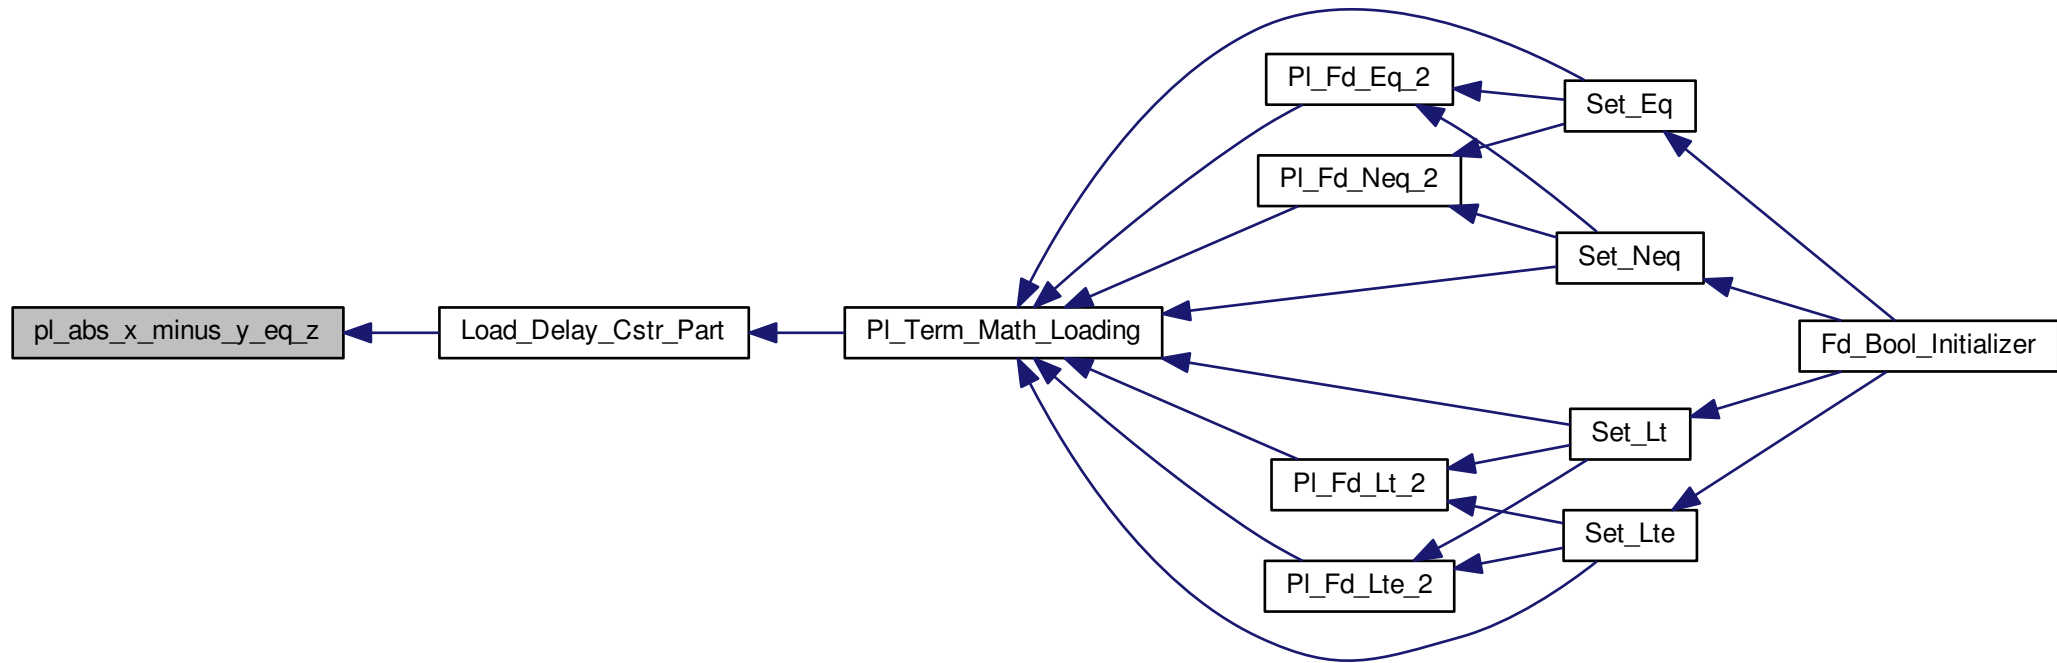 pl_abs_x_minus_y_eq_z
Load_Delay_Cstr_Part
Pl_Term_Math_Loading
Pl_Fd_Eq_2
Pl_Fd_Neq_2
Pl_Fd_Lt_2
Pl_Fd_Lte_2
Set_Eq
Set_Neq
Set_Lt
Set_Lte
Fd_Bool_Initializer